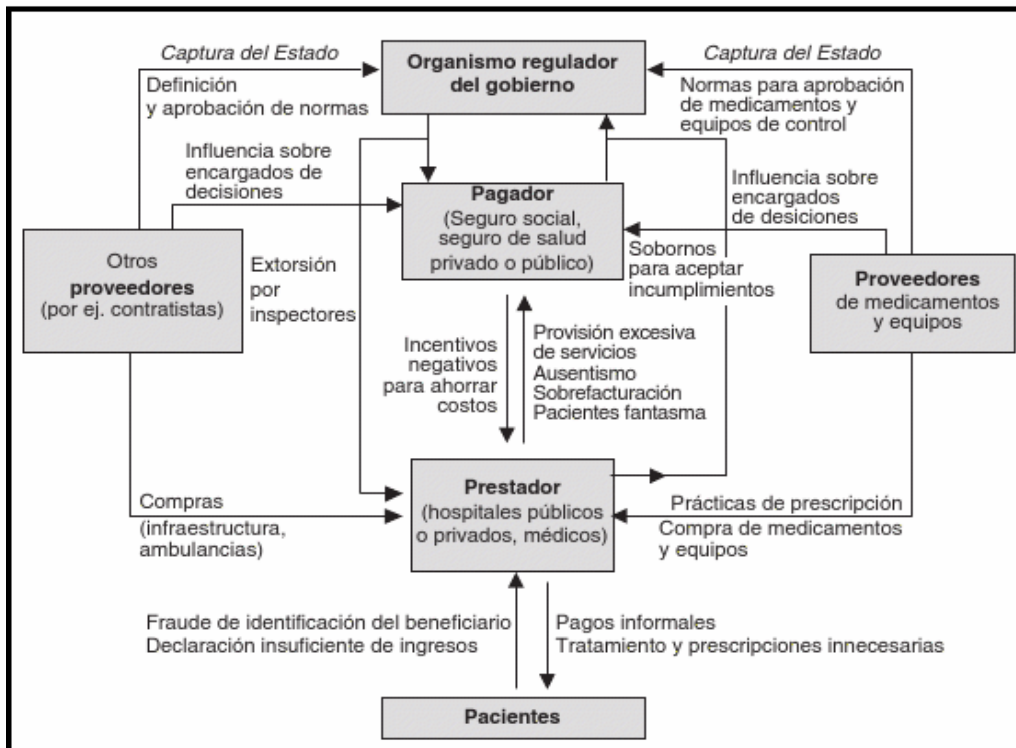 Captura del Estado
Definición
y aprobación de normas
Organismo regulador
del gobierno
Captura del Estado
Normas para aprobación
de medicamentos y
equipos de control
Influencia sobre
encargados de
decisiones
Pagador
(Seguro social,
seguro de salud
privado o público)
Influencia sobre
encargados
de desiciones
Otros
proveedores
(por ej. contratistas)
Extorsión
por
inspectores
Sobornos
para aceptar
incumplimientos
Proveedores
de medicamentos
y equipos
Incentivos
negativos
para ahorrar
costos
Provisión excesiva
de servicios
Ausentismo
Sobrefacturación
Pacientes fantasma
Compras
(infraestructura,
ambulancias)
Prestador
(hospitales públicos
o privados, médicos)
Prácticas de prescripción
Compra de medicamentos
y equipos
Fraude de identificación del beneficiario
Declaración insuficiente de ingresos
Pagos informales
Tratamiento y prescripciones innecesarias
Pacientes